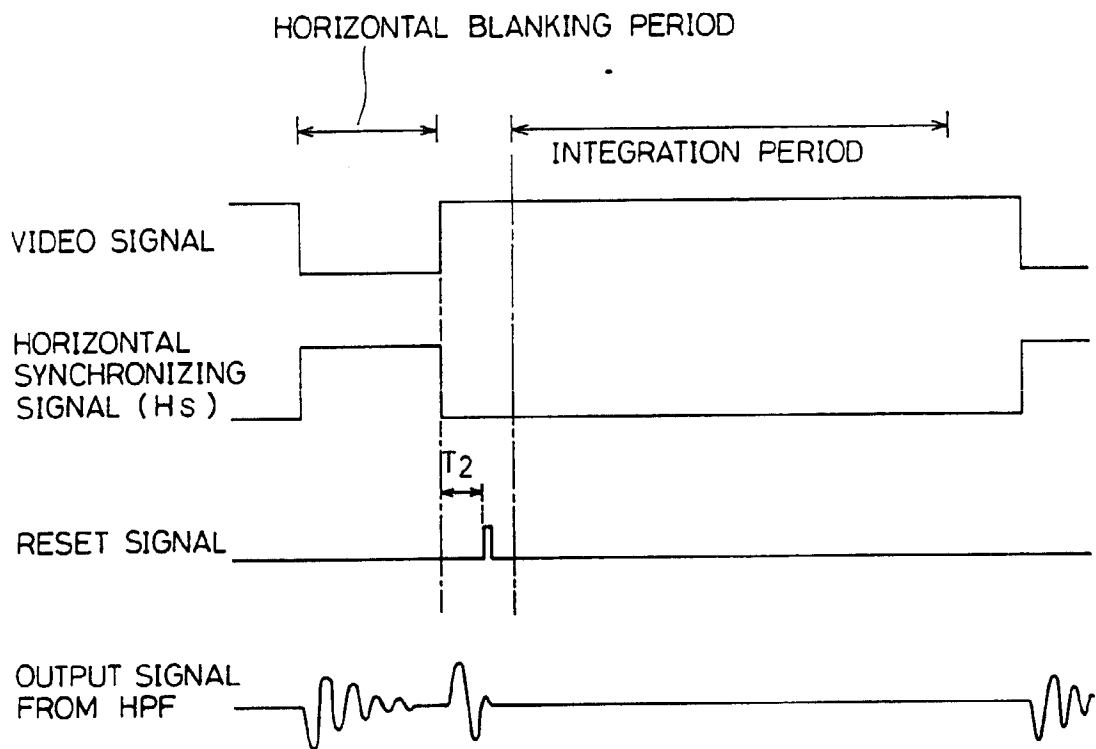 HORIZONTAL BLANKING PERIOD
INTEGRATION PERIOD
VIDEO SIGNAL
HORIZONTAL
SYNCHRONIZING
SIGNAL (Hs)
T2
RESET SIGNAL
OUTPUT SIGNAL
FROM HPF